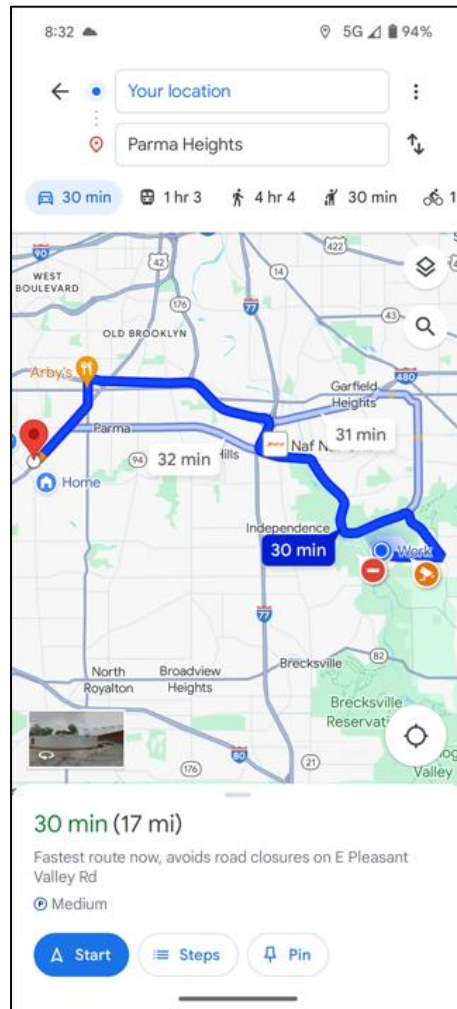 8:32
5G 94%
Your location
Parma Heights
30 min 1 hr 3 4 hr 4 30 min 1
422
90
42
14
WEST
BOULEVARD
176
77
43
OLD BROOKLYN
480
Arby's
Garfield
Heights
Parma
31 min
94
32 min
Hills
Home
Independence
30 min
Work
77
Brecksville
82
North
Royalton
Broadview
Heights
Brecksville
Reservati
Valley
176
80
21
30 min (17 mi)
Fastest route now, avoids road closures on E Pleasant
Valley Rd
P Medium
Start Steps Pin